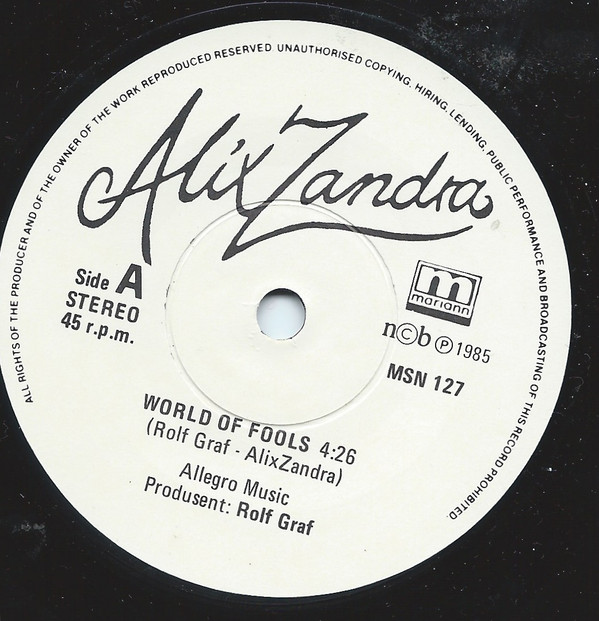 ALL RIGHTS OF THE PRODUCER AND OF THE OWNER OF THE WORK REPRODUCED RESERVED. UNAUTHORISED COPYING, HIRING, LENDING, PUBLIC PERFORMANCE AND BROADCASTING OF THIS RECORD PROHIBITED.
AlixZandra
Side A
STEREO
45 r.p.m.
m
mariann
n©b ℗ 1985
MSN 127
WORLD OF FOOLS 4:26
(Rolf Graf - AlixZandra)
Allegro Music
Produsent: Rolf Graf